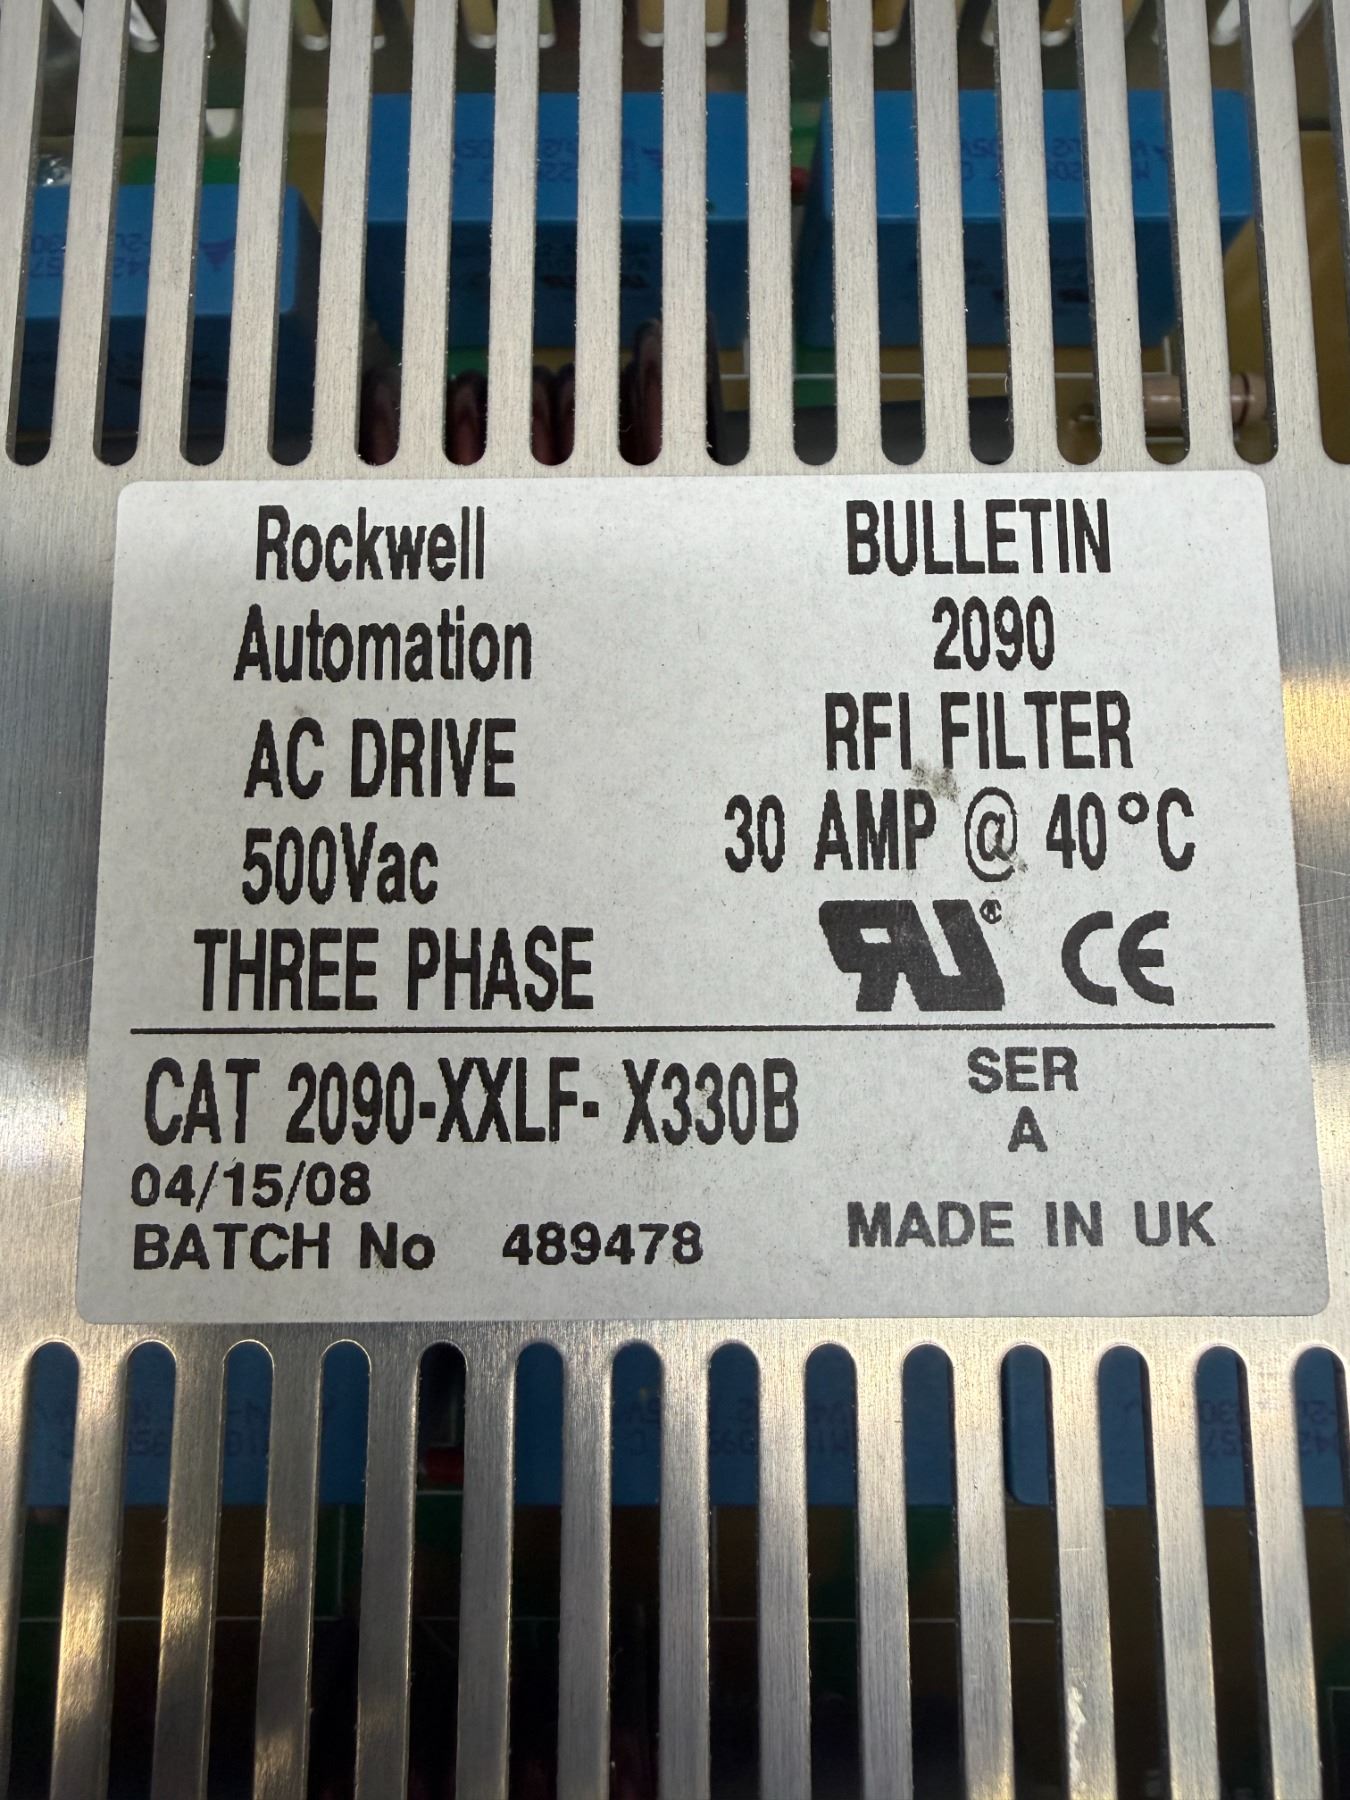 Rockwell
Automation
AC DRIVE
500Vac
THREE PHASE
BULLETIN
2090
RFI FILTER
30 AMP @ 40°C
®
CE
CAT 2090-XXLF- X330B
SER
A
04/15/08
BATCH No 489478
MADE IN UK